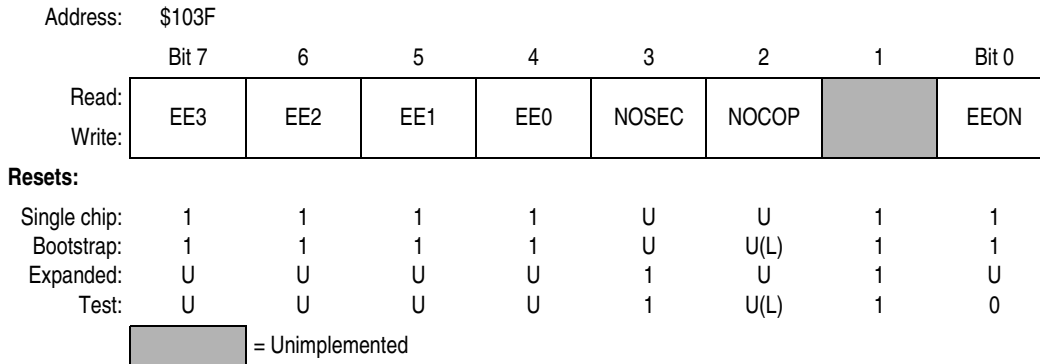 Address: $103F
Bit 7 6 5 4 3 2 1 Bit 0
Read:
EE3 EE2 EE1 EE0 NOSEC NOCOP EEON
Write:
Resets:
Single chip: 1 1 1 1 U U 1 1
Bootstrap: 1 1 1 1 U U(L) 1 1
Expanded: U U U U 1 U 1 U
Test: U U U U 1 U(L) 1 0
= Unimplemented